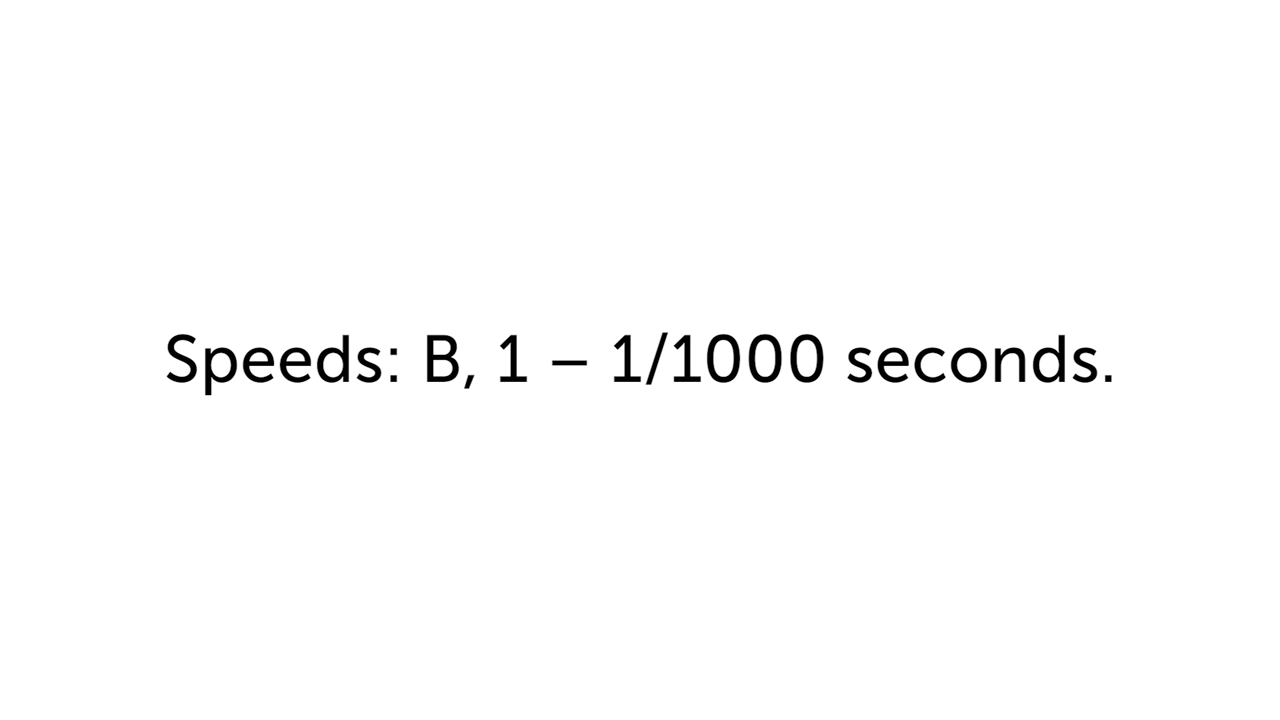 Speeds: B, 1 – 1/1000 seconds.